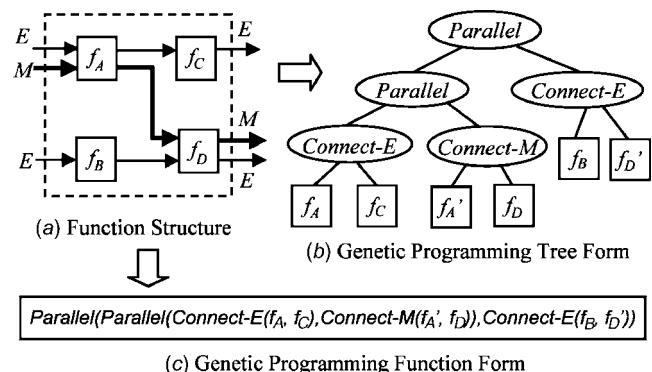 E
E
M
f_A
f_C
M
E
f_B
f_D
E
(a) Function Structure
Parallel
Parallel
Connect-E
Connect-E
Connect-M
f_B
f_D'
f_A
f_C
f_A'
f_D
(b) Genetic Programming Tree Form
Parallel(Parallel(Connect-E(f_A, f_C),Connect-M(f_A', f_D)),Connect-E(f_B, f_D'))
(c) Genetic Programming Function Form